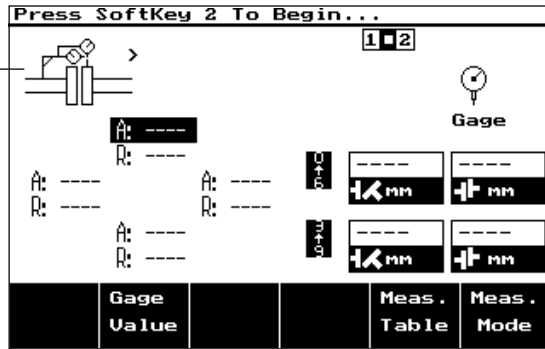 Press SoftKey 2 To Begin...
1 2
>
Gage
A: ----
R: ----
A: ----
R: ----
A: ----
R: ----
A: ----
R: ----
0→6
---- ----
mm mm
3→9
---- ----
mm mm
Gage Value
Meas. Table
Meas. Mode